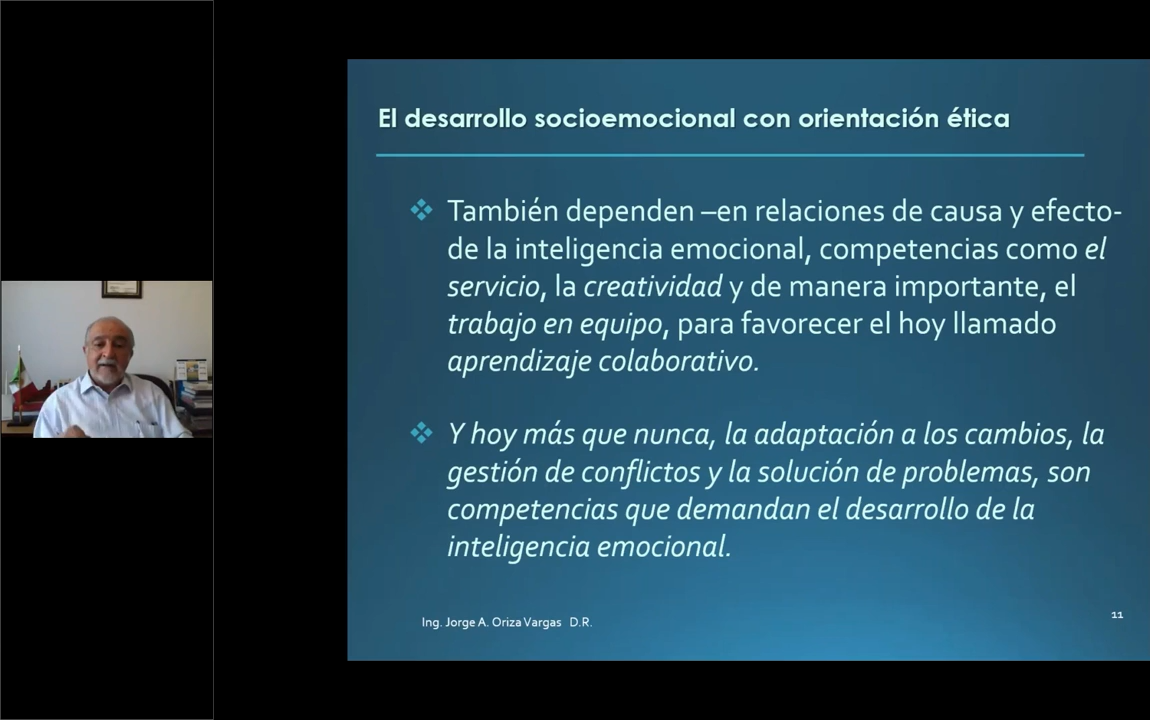 El desarrollo socioemocional con orientación ética
También dependen –en relaciones de causa y efecto-
de la inteligencia emocional, competencias como el
servicio, la creatividad y de manera importante, el
trabajo en equipo, para favorecer el hoy llamado
aprendizaje colaborativo.
Y hoy más que nunca, la adaptación a los cambios, la
gestión de conflictos y la solución de problemas, son
competencias que demandan el desarrollo de la
inteligencia emocional.
Ing. Jorge A. Oriza Vargas D.R.
11